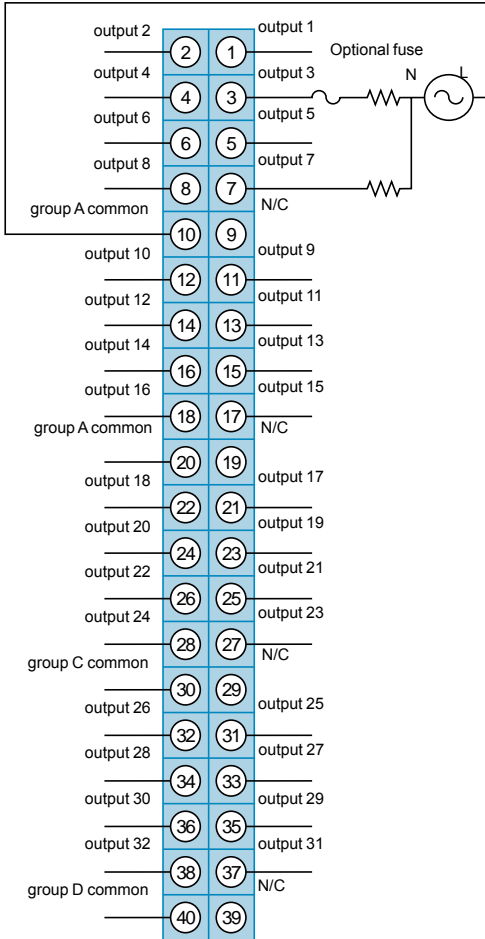 output 2
output 1
Optional fuse
2
1
output 4
output 3
N
L
4
3
output 6
output 5
6
5
output 8
output 7
8
7
group A common
N/C
10
9
output 10
output 9
12
11
output 12
output 11
14
13
output 14
output 13
16
15
output 16
output 15
18
17
group A common
N/C
20
19
output 18
output 17
22
21
output 20
output 19
24
23
output 22
output 21
26
25
output 24
output 23
28
27
group C common
N/C
30
29
output 26
output 25
32
31
output 28
output 27
34
33
output 30
output 29
36
35
output 32
output 31
38
37
group D common
N/C
40
39